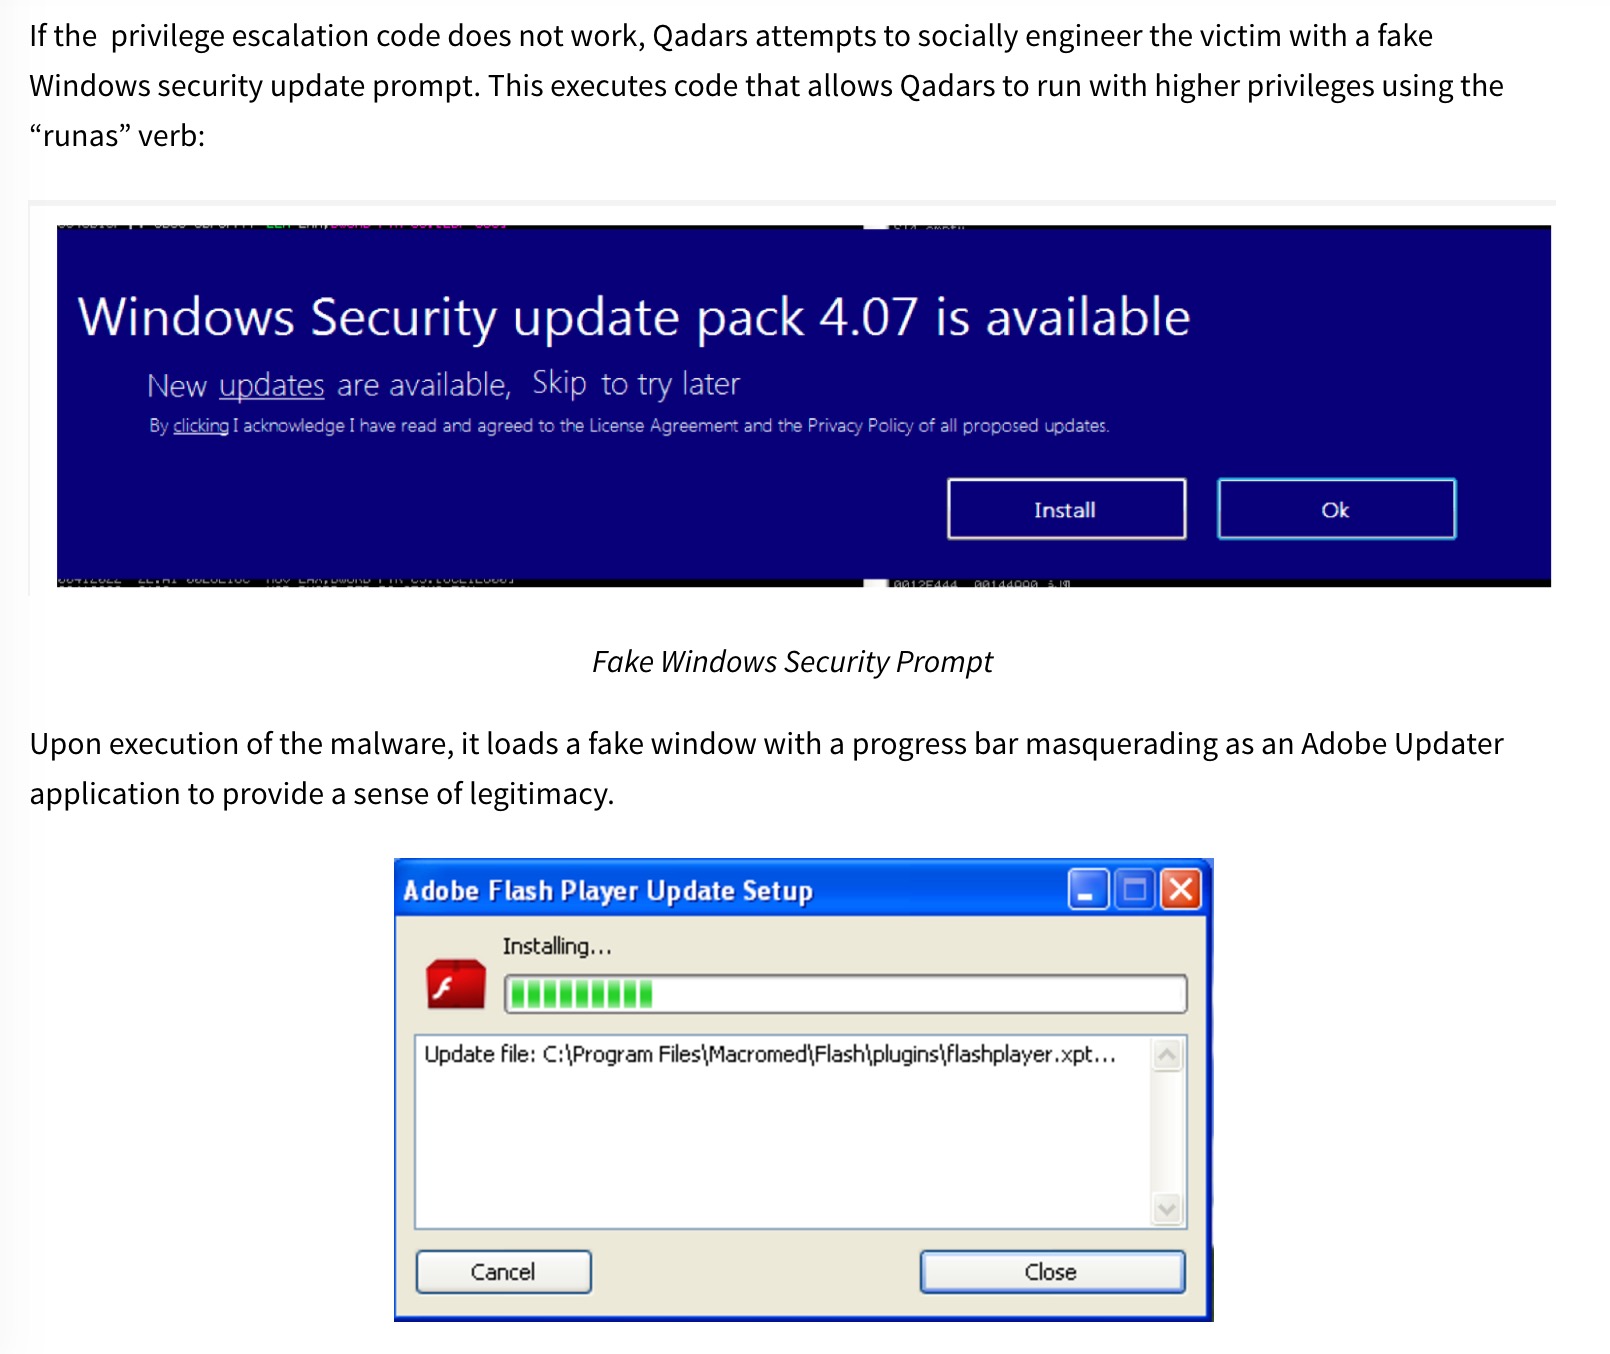 If the privilege escalation code does not work, Qadars attempts to socially engineer the victim with a fake
Windows security update prompt. This executes code that allows Qadars to run with higher privileges using the
“runas” verb:
Windows Security update pack 4.07 is available
New updates are available, Skip to try later
By clicking I acknowledge I have read and agreed to the License Agreement and the Privacy Policy of all proposed updates.
Install
Ok
0012E444 00144090
Fake Windows Security Prompt
Upon execution of the malware, it loads a fake window with a progress bar masquerading as an Adobe Updater
application to provide a sense of legitimacy.
Adobe Flash Player Update Setup
Installing...
Update file: C:\Program Files\Macromed\Flash\plugins\flashplayer.xpt...
Cancel
Close